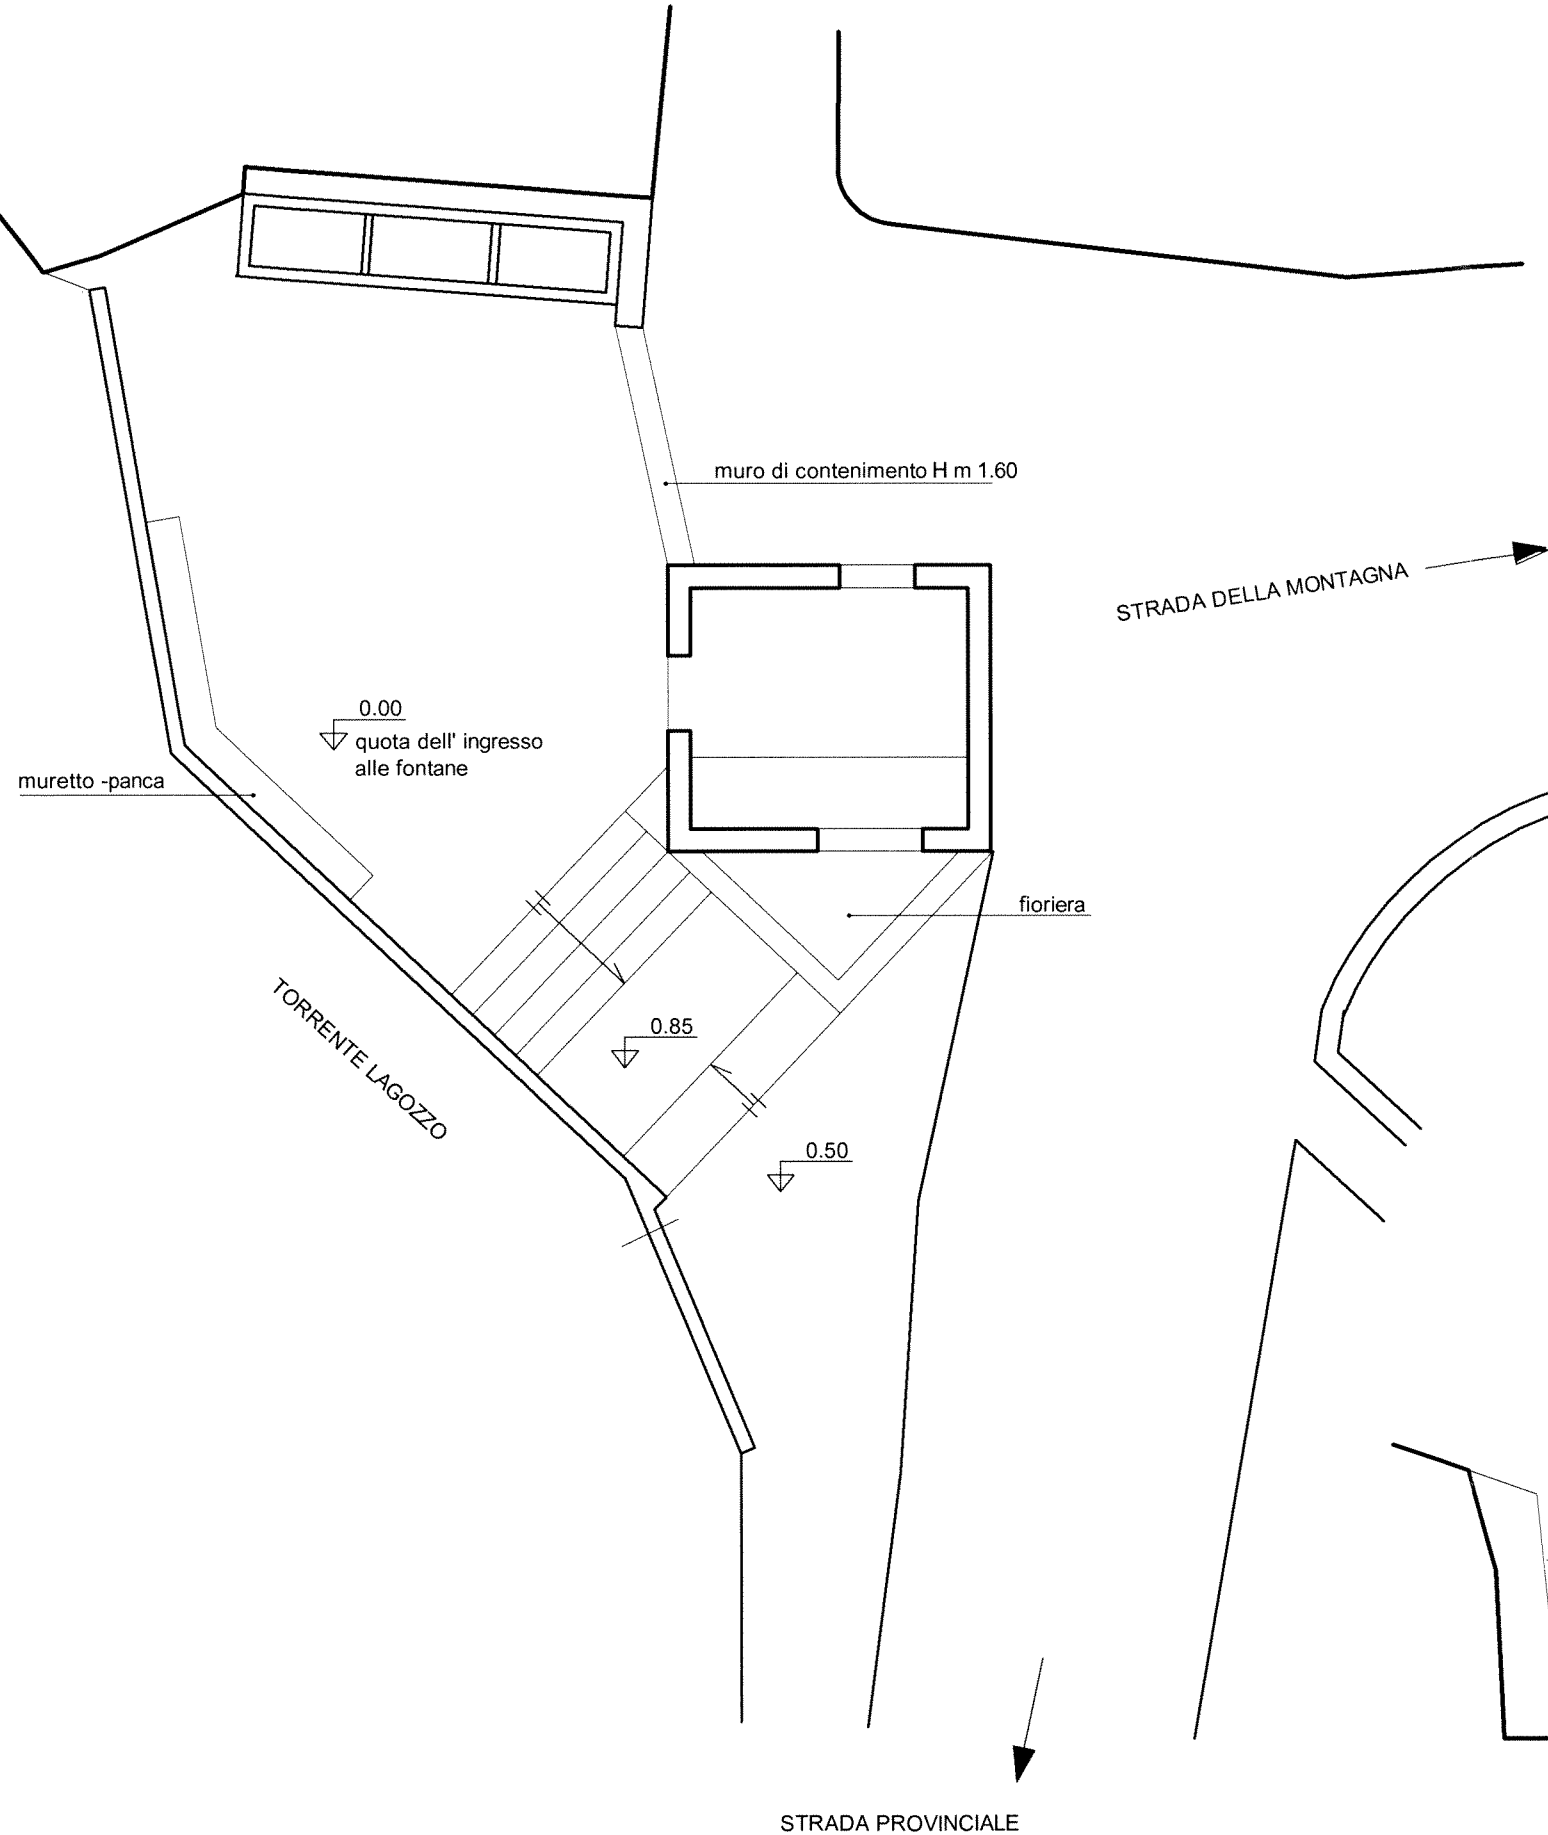 muro di contenimento H m 1.60
STRADA DELLA MONTAGNA
0.00
quota dell' ingresso
alle fontane
muretto -panca
fioriera
TORRENTE LAGOZZO
0.85
0.50
STRADA PROVINCIALE